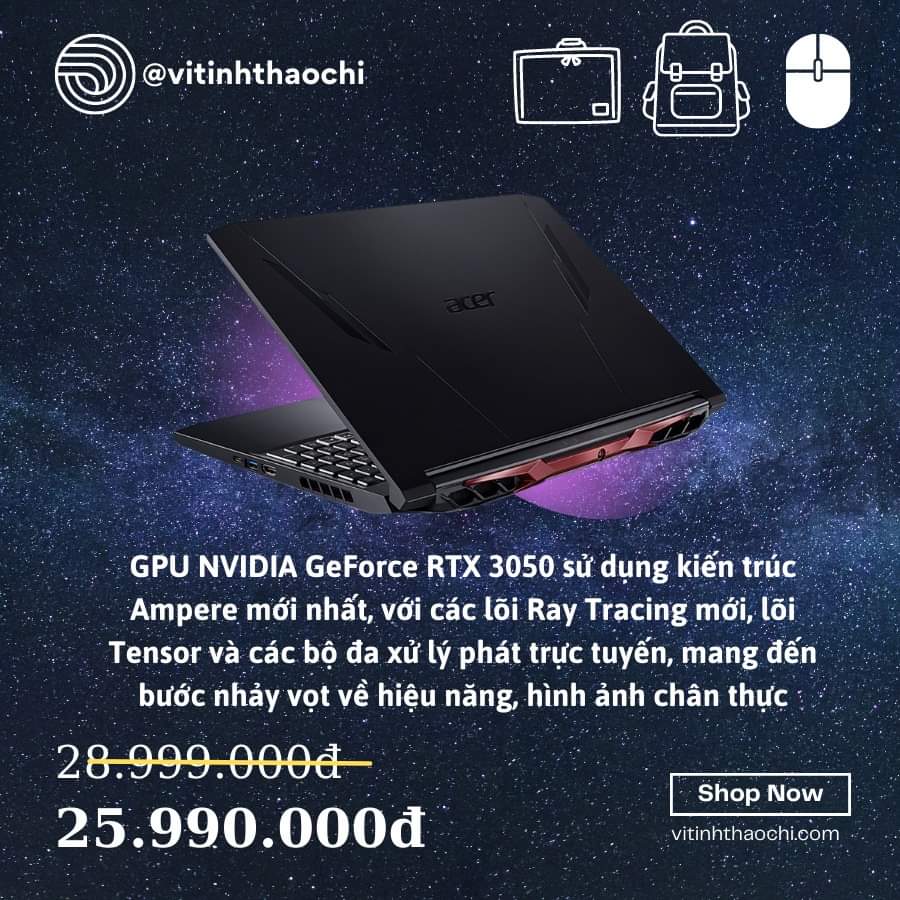 @vitinhthaochi
acer
GPU NVIDIA GeForce RTX 3050 sử dụng kiến trúc
Ampere mới nhất, với các lõi Ray Tracing mới, lõi
Tensor và các bộ đa xử lý phát trực tuyến, mang đến
bước nhảy vọt về hiệu năng, hình ảnh chân thực
28.999.000đ
25.990.000đ
Shop Now
vitinhthaochi.com